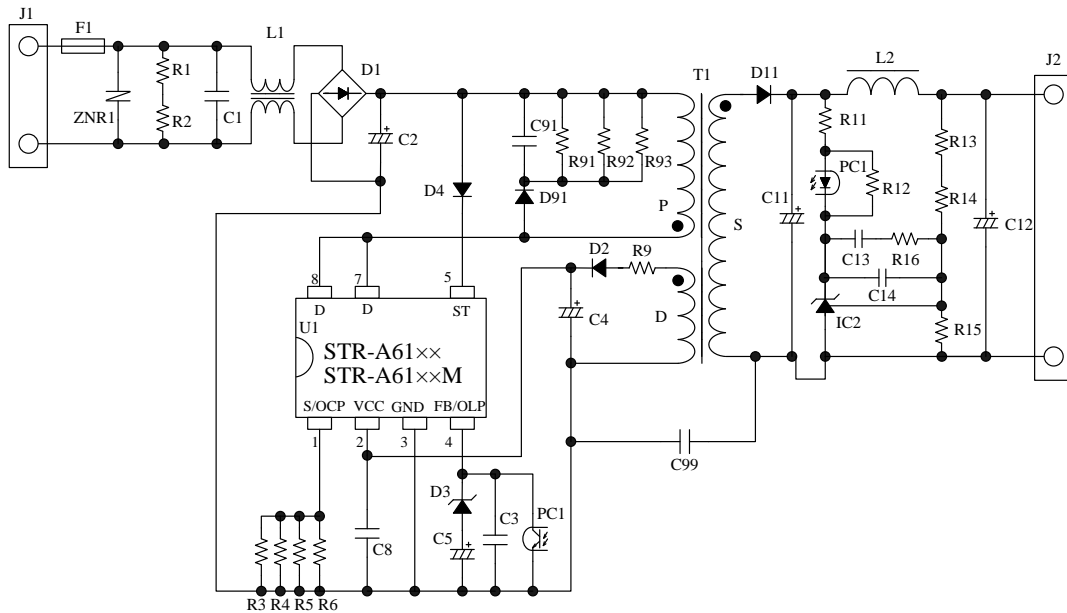 J1
F1
L1
D1
T1
D11
L2
J2
R1
R2
ZNR1
C1
C2
C91
R91
R92
R93
D4
D91
P
S
R11
PC1
R12
C11
R13
R14
C12
C13
R16
C14
IC2
R15
D2
R9
C4
D
8
7
5
D
D
ST
U1
STR-A61××
STR-A61××M
S/OCP
VCC
GND
FB/OLP
1
2
3
4
C99
D3
C5
C3
PC1
C8
R3
R4
R5
R6
+
+
+
+
+